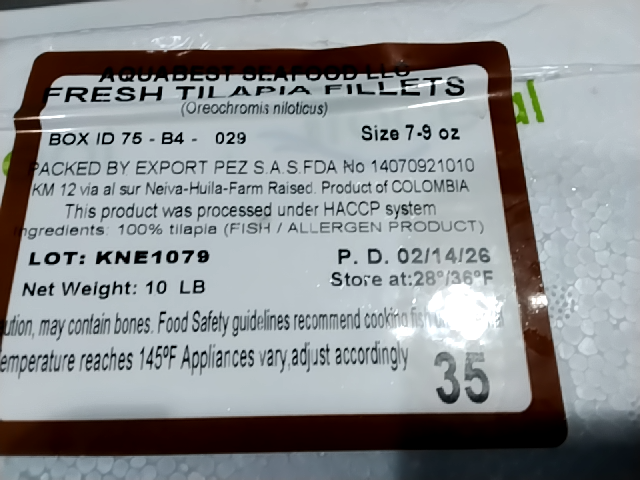 AQUABEST SEAFOOD LLC
FRESH TILAPIA FILLETS
(Oreochromis niloticus)
BOX ID 75 - B4 - 029 Size 7-9 oz
PACKED BY EXPORT PEZ S.A.S.FDA No 14070921010
KM 12 via al sur Neiva-Huila-Farm Raised. Product of COLOMBIA
This product was processed under HACCP system
Ingredients: 100% tilapia (FISH / ALLERGEN PRODUCT)
LOT: KNE1079 P. D. 02/14/26
Net Weight: 10 LB Store at:28°/36°F
ution, may contain bones. Food Safety guidelines recommend cooking fish
emperature reaches 145ºF Appliances vary,adjust accordingly
35
al